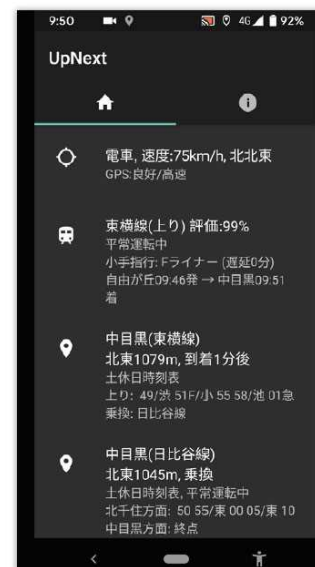 9:50 4G 92%
UpNext
電車, 速度:75km/h, 北北東
GPS:良好/高速
東横線(上り) 評価:99%
平常運転中
小手指行: Fライナー (遅延0分)
自由が丘09:46発 → 中目黒09:51
着
中目黒(東横線)
北東1079m, 到着1分後
土休日時刻表
上り: 49/渋 51F/小 55 58/池 01急
乗換: 日比谷線
中目黒(日比谷線)
北東1045m, 乗換
土休日時刻表, 平常運転中
北千住方面: 50 55/東 00 05/東 10
中目黒方面: 終点